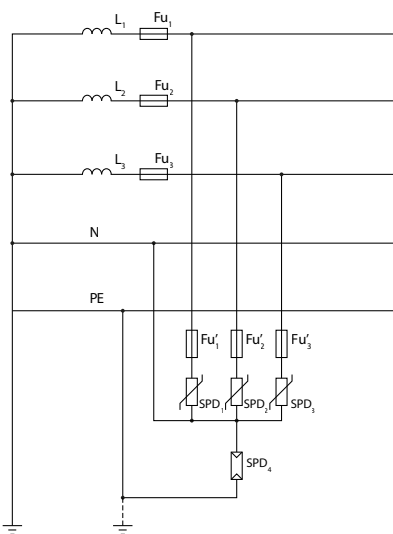 L₁ Fu₁
L₂ Fu₂
L₃ Fu₃
N
PE
Fu'₁ Fu'₂ Fu'₃
SPD₁ SPD₂ SPD₃
SPD₄